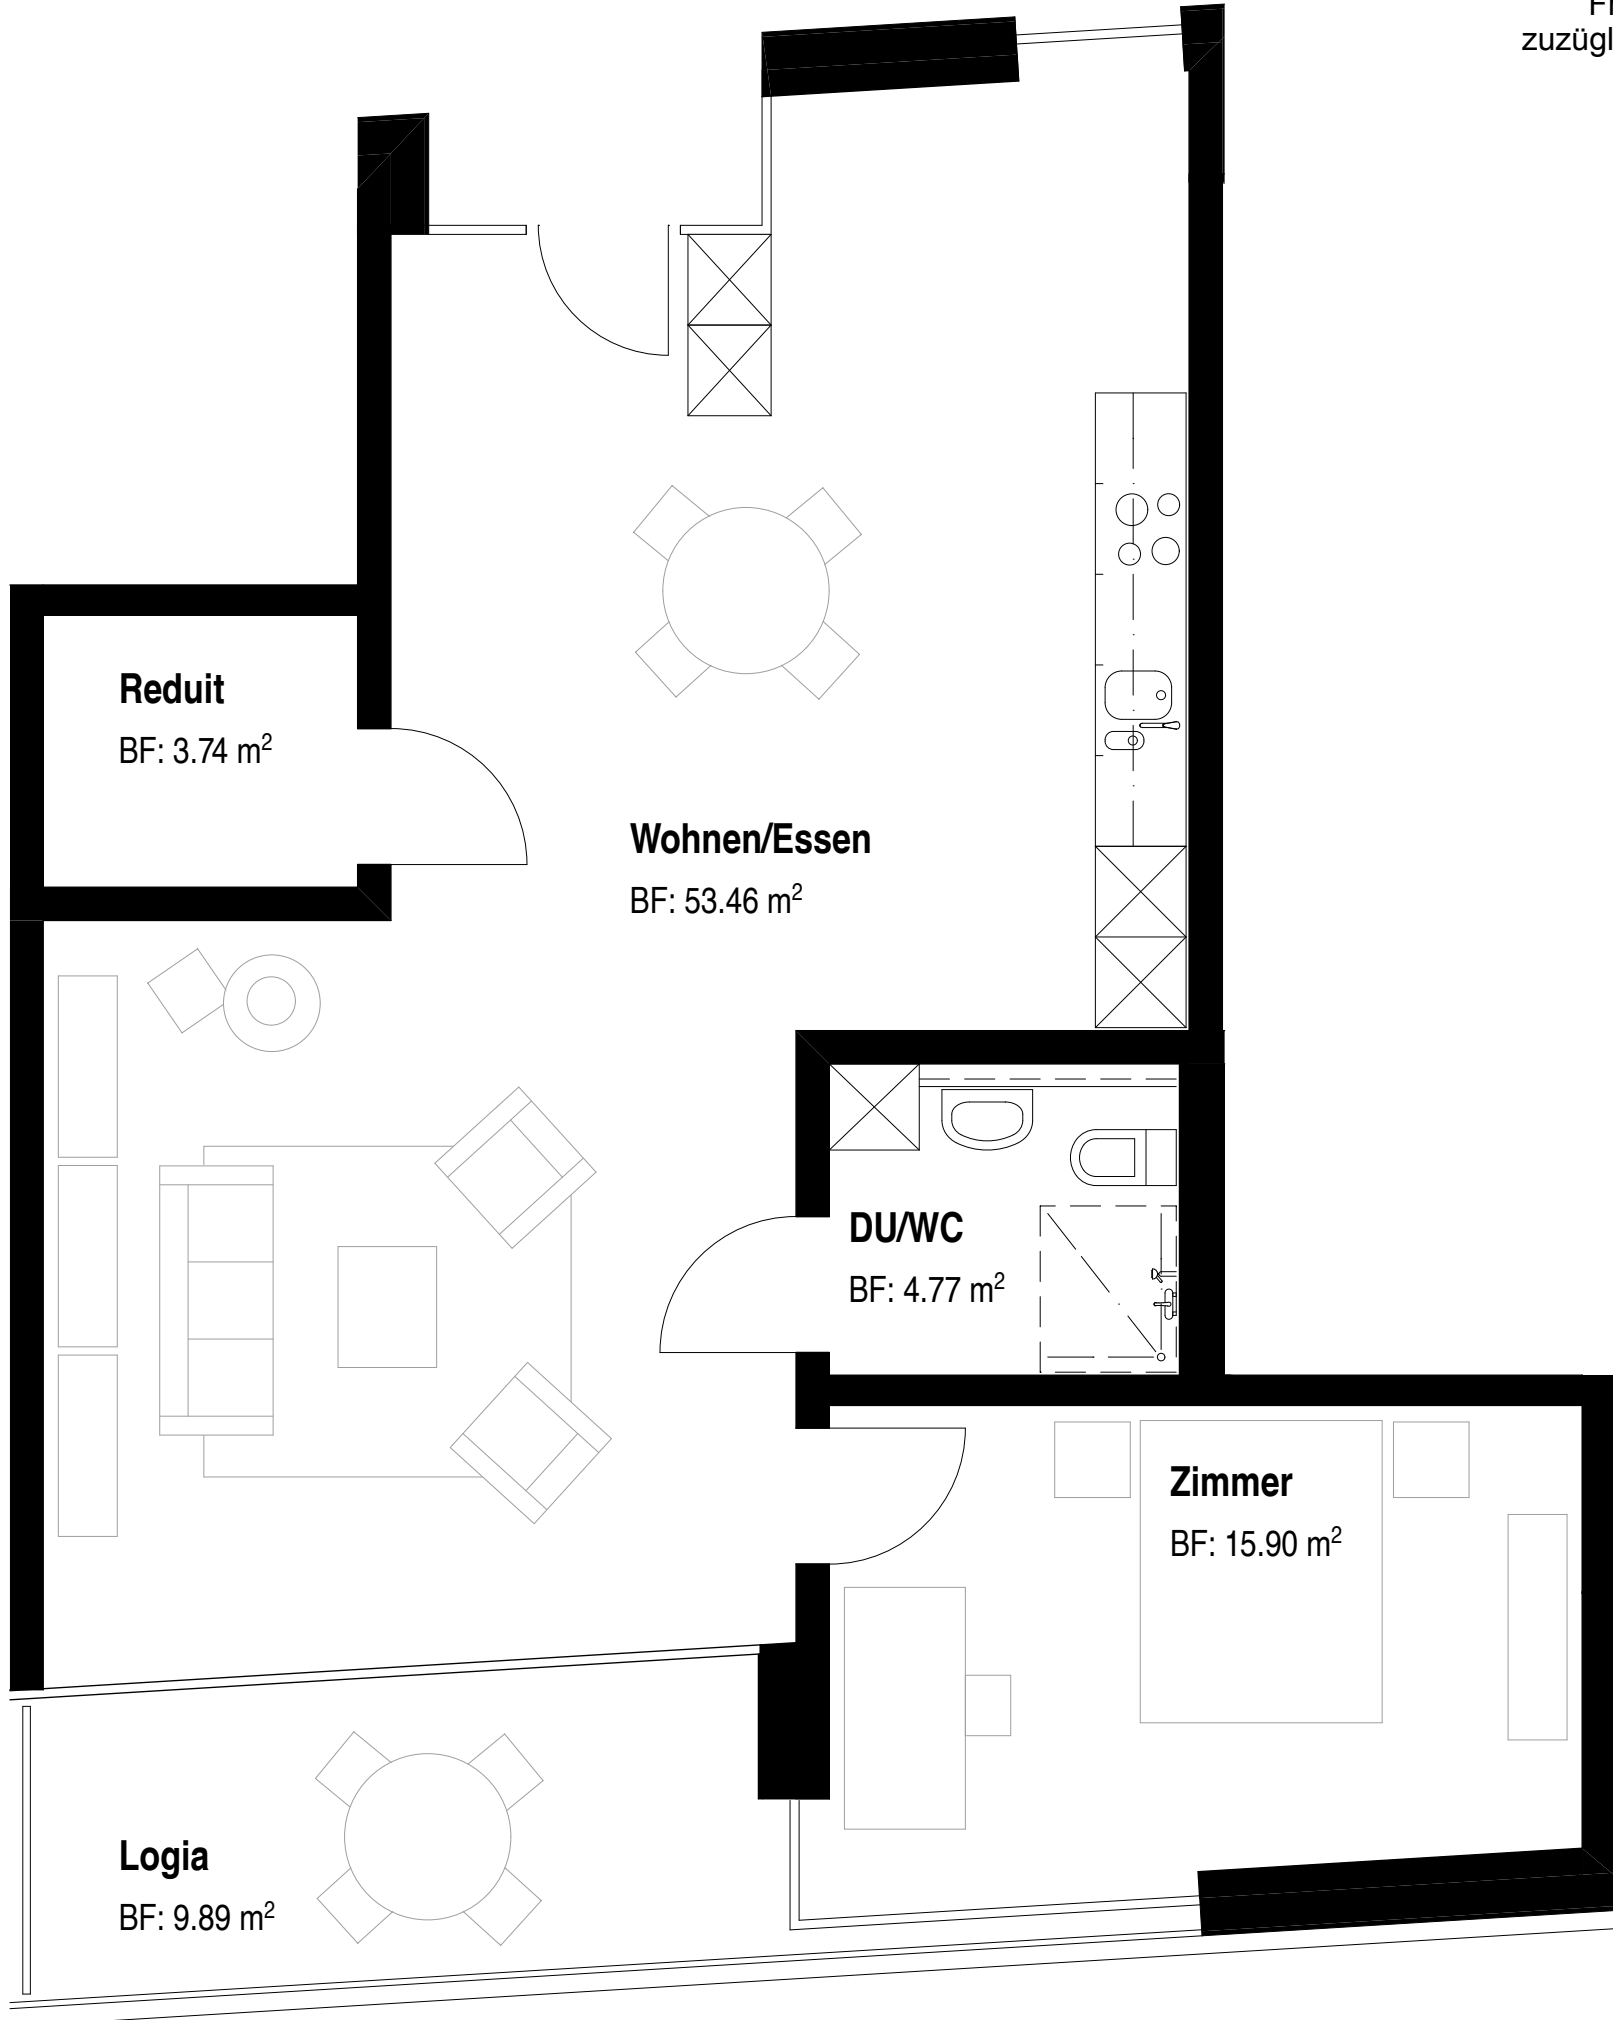 zuzügl
Reduit
BF: 3.74 m²
Wohnen/Essen
BF: 53.46 m²
DU/WC
BF: 4.77 m²
Zimmer
BF: 15.90 m²
Logia
BF: 9.89 m²